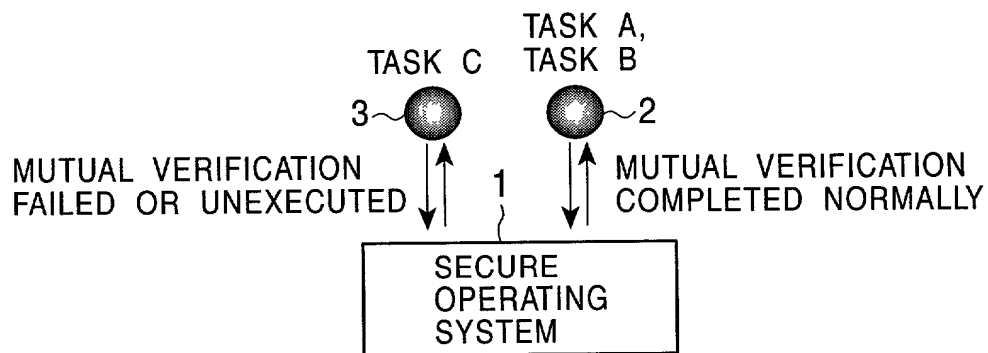 TASK A,
TASK C TASK B
3 2
MUTUAL VERIFICATION
FAILED OR UNEXECUTED
1
MUTUAL VERIFICATION
COMPLETED NORMALLY
SECURE
OPERATING
SYSTEM